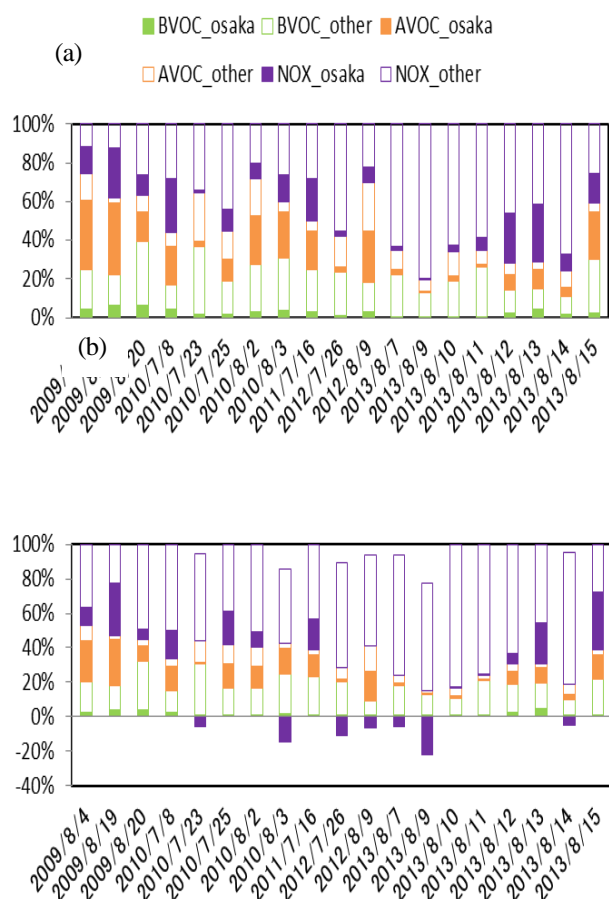 BVOC_osaka BVOC_other AVOC_osaka
(a)
AVOC_other NOX_osaka NOX_other
100%
80%
60%
40%
20%
0%
(b)
2009/8/20 2010/7/8 2010/7/23 2010/7/25 2010/8/2 2010/8/3 2011/7/16 2012/7/26 2012/8/9 2013/8/7 2013/8/9 2013/8/10 2013/8/11 2013/8/12 2013/8/13 2013/8/14 2013/8/15
100%
80%
60%
40%
20%
0%
-20%
-40%
2009/8/4 2009/8/19 2009/8/20 2010/7/8 2010/7/23 2010/7/25 2010/8/2 2010/8/3 2011/7/16 2012/7/26 2012/8/9 2013/8/7 2013/8/9 2013/8/10 2013/8/11 2013/8/12 2013/8/13 2013/8/14 2013/8/15